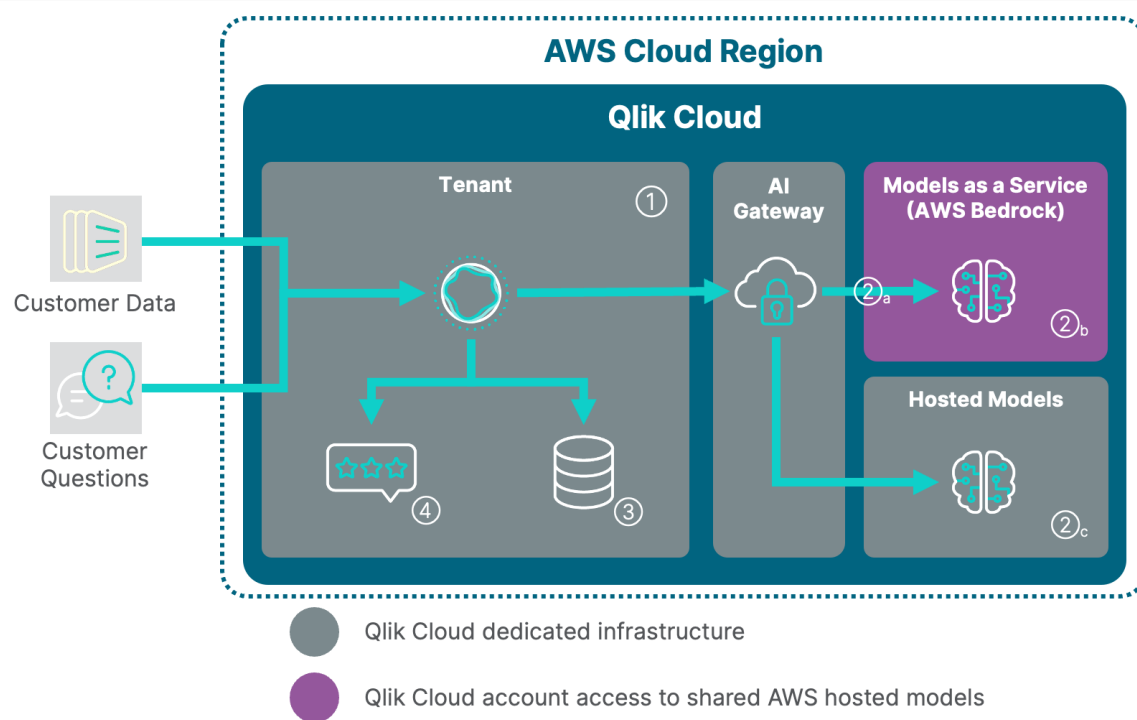 AWS Cloud Region
Qlik Cloud
Tenant
1
AI
Gateway
Models as a Service
(AWS Bedrock)
Customer Data
2a
2b
?
Customer
Questions
Hosted Models
4
3
2c
Qlik Cloud dedicated infrastructure
Qlik Cloud account access to shared AWS hosted models